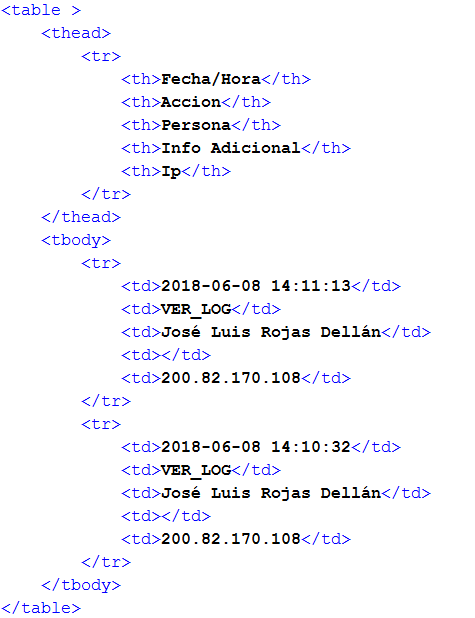 <table >
    <thead>
        <tr>
            <th>Fecha/Hora</th>
            <th>Accion</th>
            <th>Persona</th>
            <th>Info Adicional</th>
            <th>Ip</th>
        </tr>
    </thead>
    <tbody>
        <tr>
            <td>2018-06-08 14:11:13</td>
            <td>VER_LOG</td>
            <td>José Luis Rojas Dellán</td>
            <td></td>
            <td>200.82.170.108</td>
        </tr>
        <tr>
            <td>2018-06-08 14:10:32</td>
            <td>VER_LOG</td>
            <td>José Luis Rojas Dellán</td>
            <td></td>
            <td>200.82.170.108</td>
        </tr>
    </tbody>
</table>